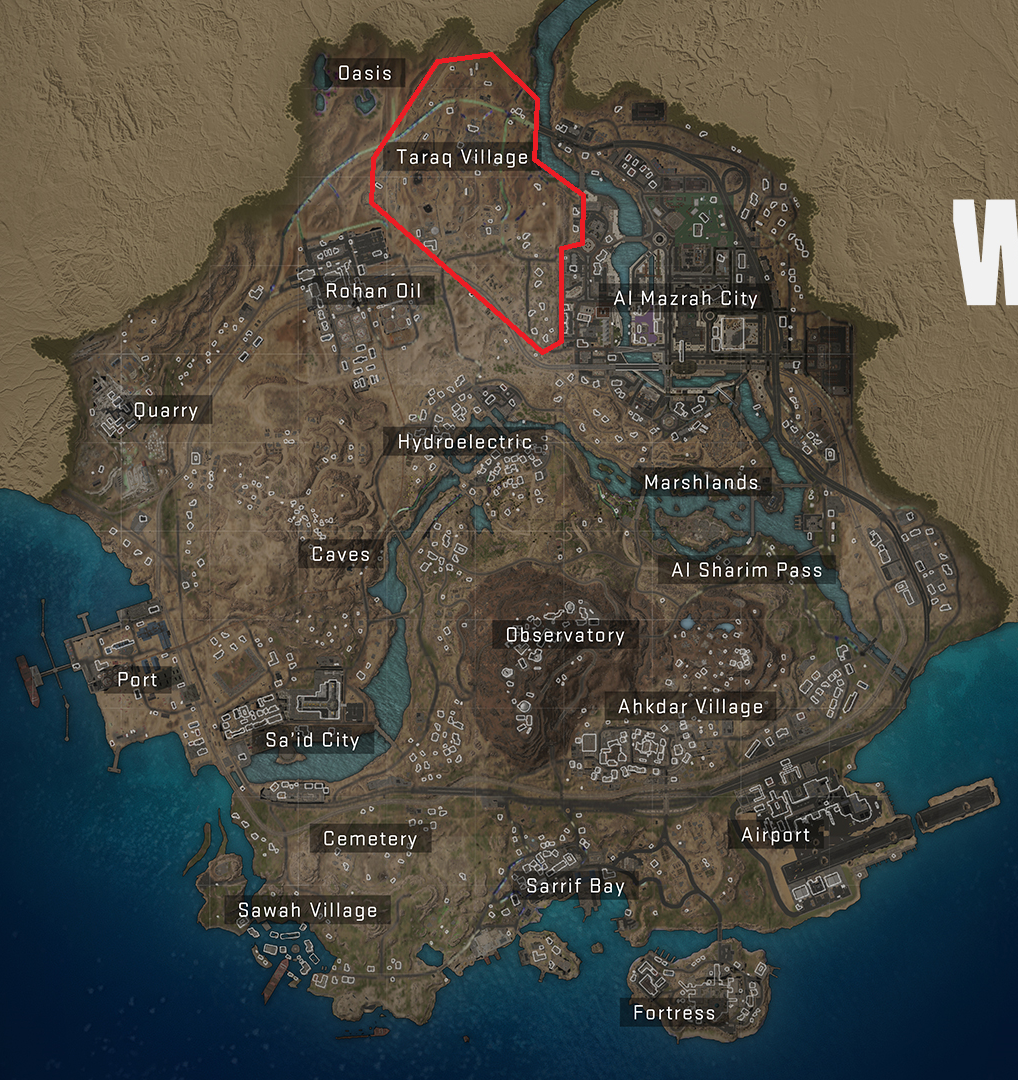 Oasis
Taraq Village
W
Rohan Oil
Al Mazrah City
Quarry
Hydroelectric
Marshlands
Caves
Al Sharim Pass
Observatory
Port
Ahkdar Village
Sa'id City
Cemetery
Airport
Sarrif Bay
Sawah Village
Fortress